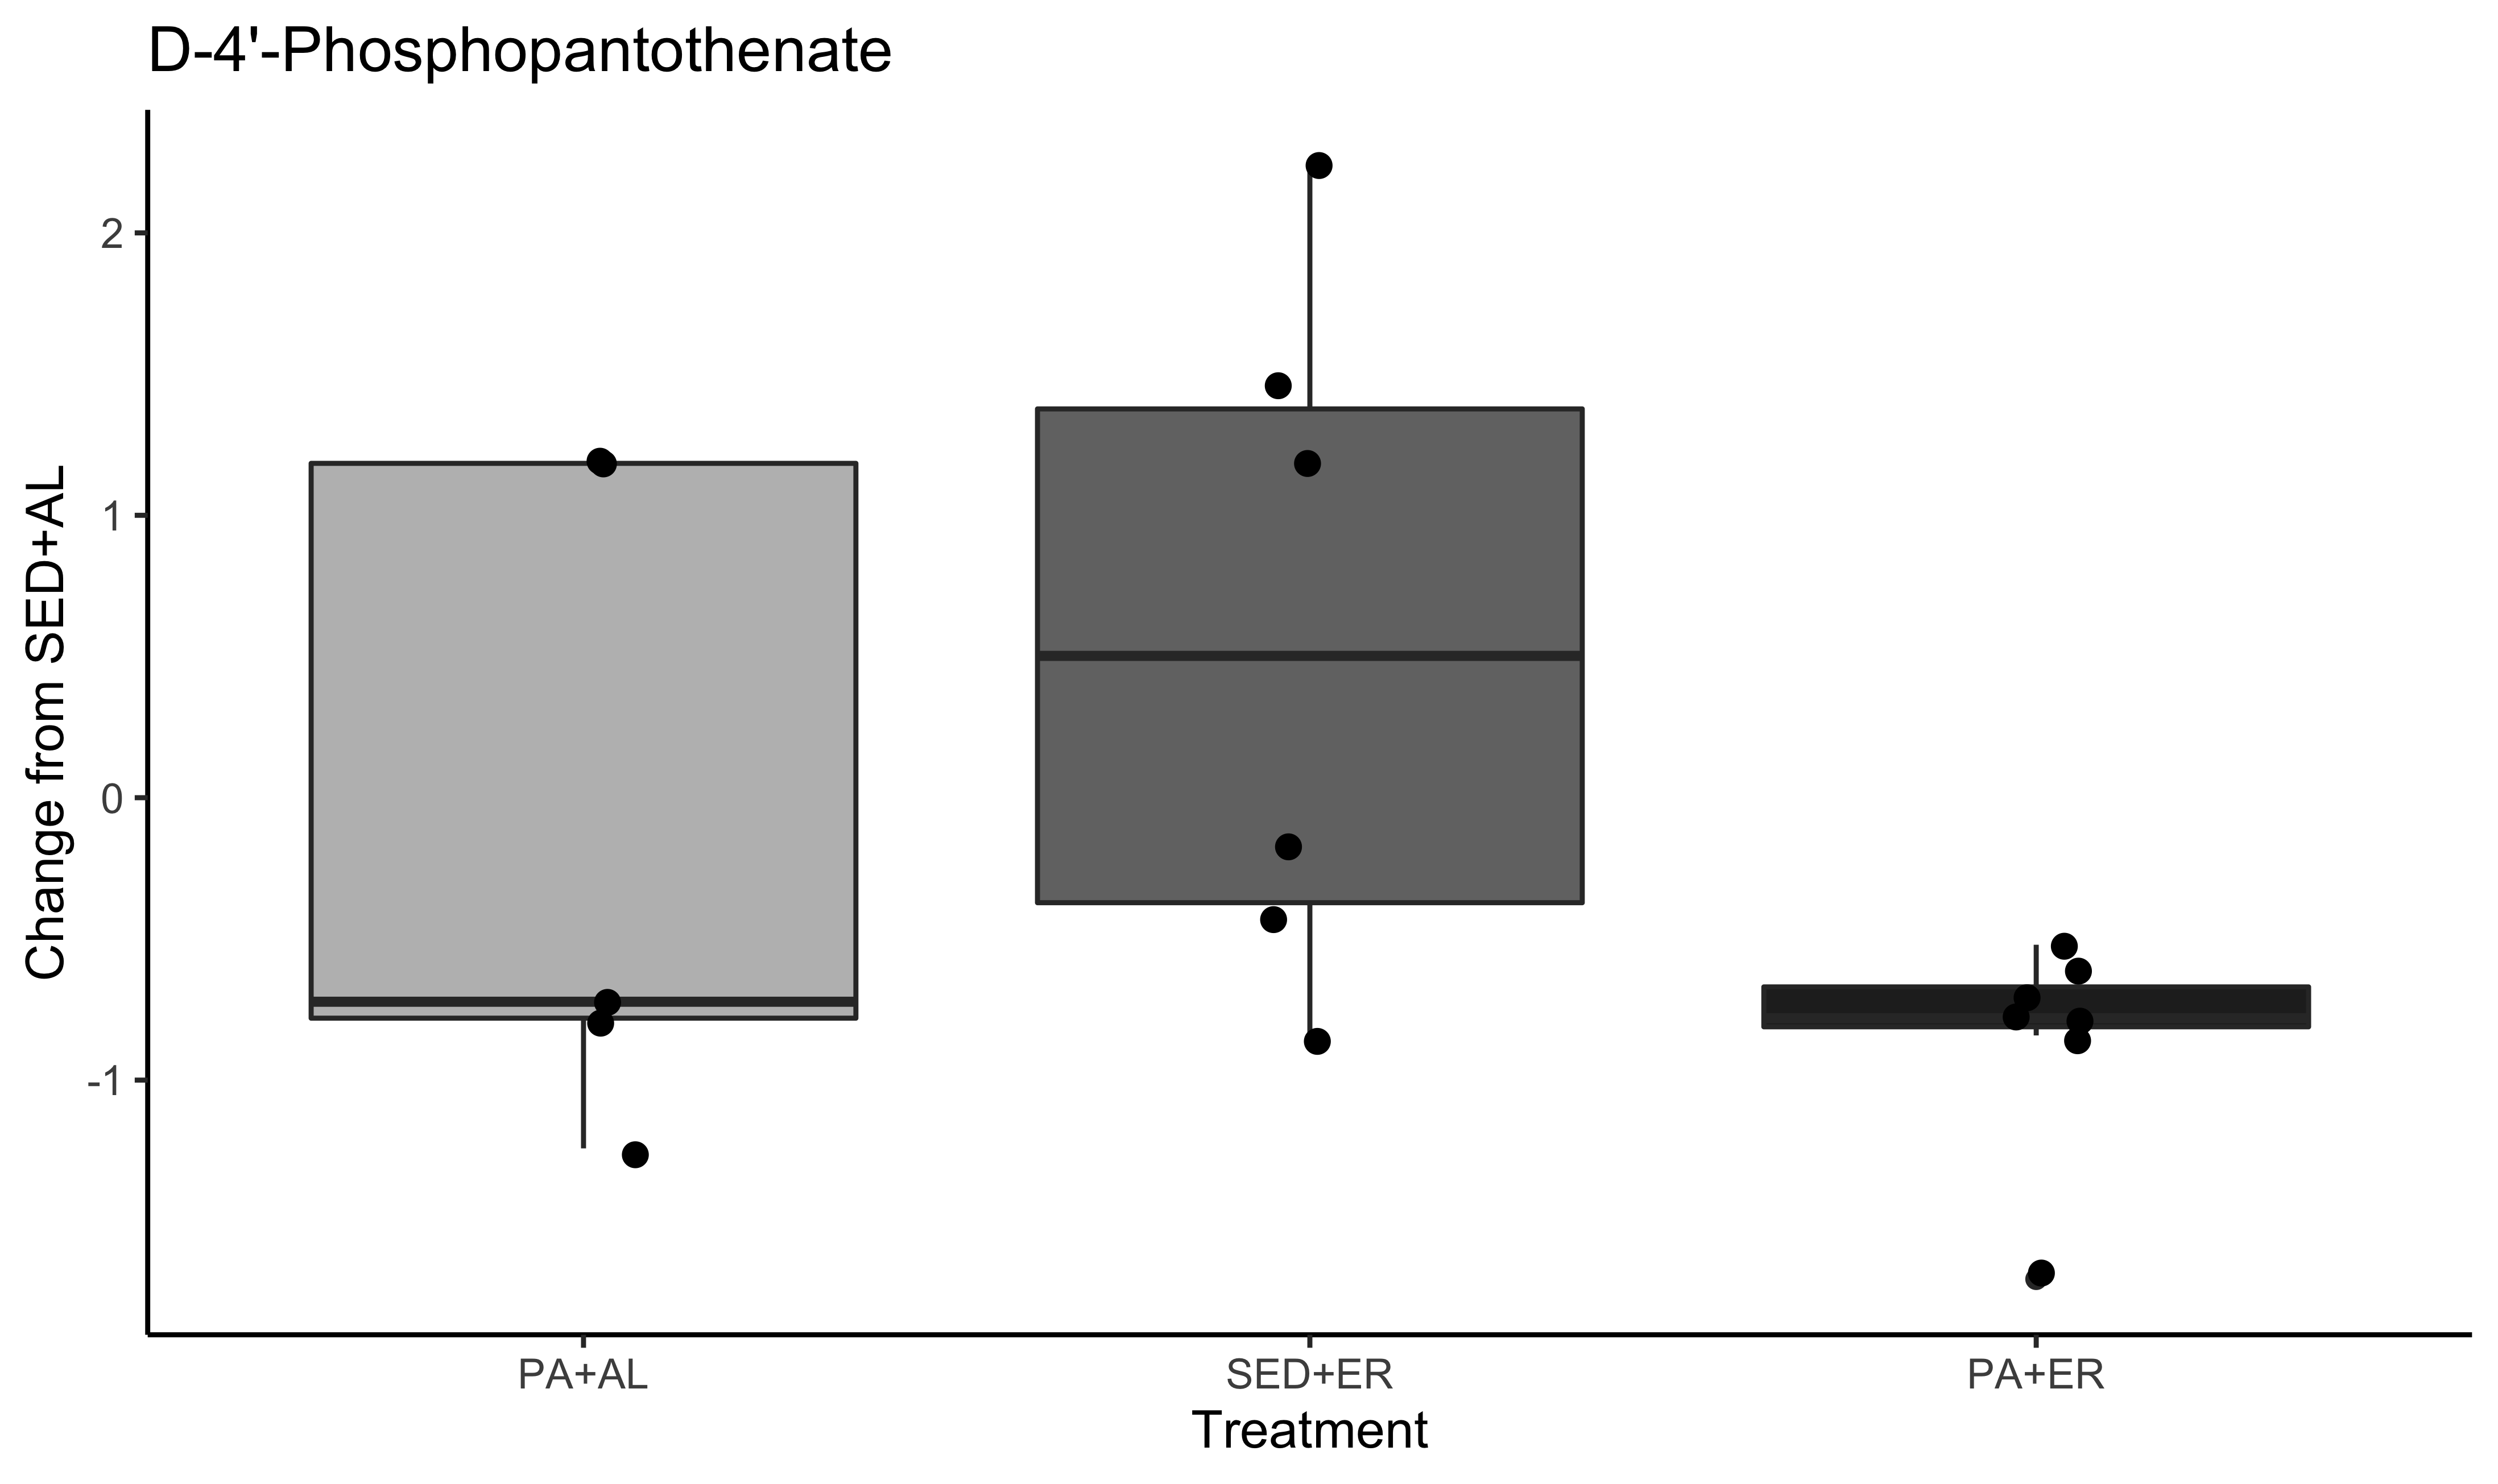 D-4'-Phosphopantothenate
Change from SED+AL
2
1
0
-1
PA+AL
SED+ER
PA+ER
Treatment